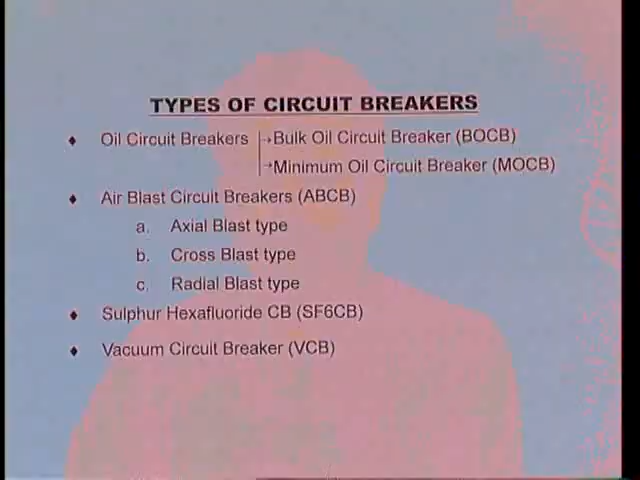 TYPES OF CIRCUIT BREAKERS
♦ Oil Circuit Breakers →Bulk Oil Circuit Breaker (BOCB)
→Minimum Oil Circuit Breaker (MOCB)
♦ Air Blast Circuit Breakers (ABCB)
a. Axial Blast type
b. Cross Blast type
c. Radial Blast type
♦ Sulphur Hexafluoride CB (SF6CB)
♦ Vacuum Circuit Breaker (VCB)